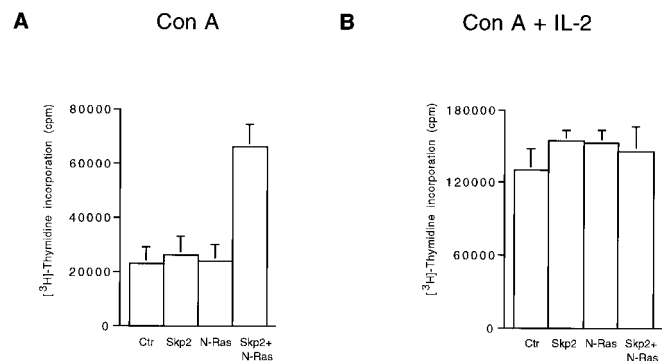 A
Con A
B
Con A + IL-2
[³H]-Thymidine incorporation (cpm)
80000
60000
40000
20000
0
Ctr
Skp2
N-Ras
Skp2+
N-Ras
[³H]-Thymidine incorporation (cpm)
180000
120000
60000
0
Ctr
Skp2
N-Ras
Skp2+
N-Ras